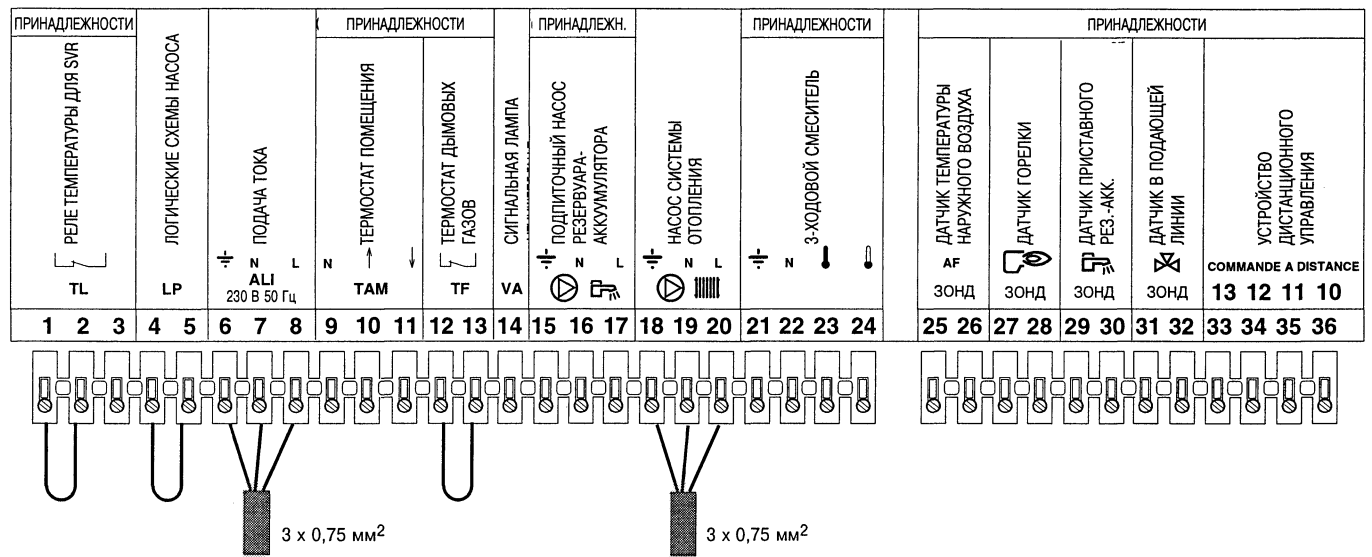 ПРИНАДЛЕЖНОСТИ
ПРИНАДЛЕЖНОСТИ
ПРИНАДЛЕЖН.
ПРИНАДЛЕЖНОСТИ
ПРИНАДЛЕЖНОСТИ
РЕЛЕ ТЕМПЕРАТУРЫ ДЛЯ SVR
TL
ЛОГИЧЕСКИЕ СХЕМЫ НАСОСА
LP
ПОДАЧА ТОКА
N L
ALI
230 В 50 Гц
ТЕРМОСТАТ ПОМЕЩЕНИЯ
N
TAM
ТЕРМОСТАТ ДЫМОВЫХ
ГАЗОВ
TF
СИГНАЛЬНАЯ ЛАМПА
VA
ПОДПИТОЧНЫЙ НАСОС
РЕЗЕРВУАРА-
АККУМУЛЯТОРА
N L
НАСОС СИСТЕМЫ
ОТОПЛЕНИЯ
N L
3-ХОДОВОЙ СМЕСИТЕЛЬ
N
ДАТЧИК ТЕМПЕРАТУРЫ
НАРУЖНОГО ВОЗДУХА
AF
ЗОНД
ДАТЧИК ГОРЕЛКИ
ЗОНД
ДАТЧИК ПРИСТАВНОГО
РЕЗ.-АКК.
ЗОНД
ДАТЧИК В ПОДАЮЩЕЙ
ЛИНИИ
ЗОНД
УСТРОЙСТВО
ДИСТАНЦИОННОГО
УПРАВЛЕНИЯ
COMMANDE A DISTANCE
13 12 11 10
1 2 3 4 5 6 7 8 9 10 11 12 13 14 15 16 17 18 19 20 21 22 23 24 25 26 27 28 29 30 31 32 33 34 35 36
3 x 0,75 мм²
3 x 0,75 мм²